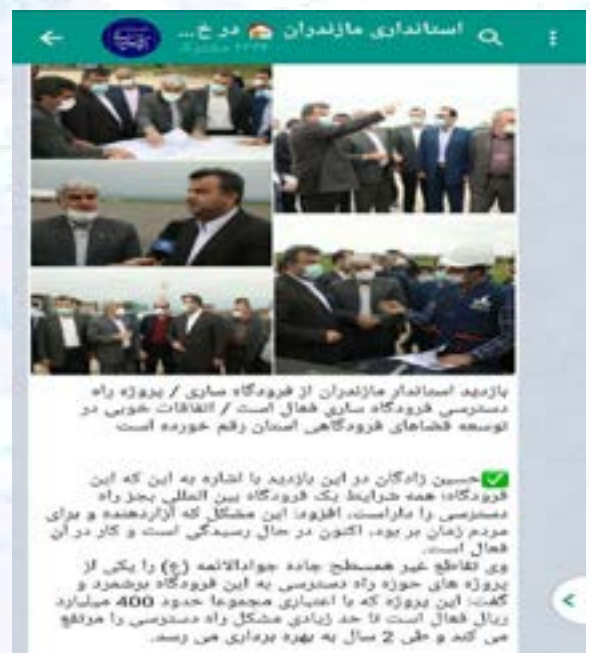 استانداری مازندران 🏠 در خ...
بازدید استاندار مازندران از فرودگاه ساری / پروژه راه
دسترسی فرودگاه ساری فعال است / اتفاقات خوبی در
توسعه فضاهای فرودگاهی استان رقم خورده است
✅حسین زادگان در این بازدید با اشاره به این که این
فرودگاه؛ همه شرایط یک فرودگاه بین المللی بجز راه
دسترسی را داراست، افزود: این مشکل که آزاردهنده و برای
مردم زمان بر بود، اکنون در حال رسیدگی است و کار در آن
فعال است.
وی تقاطع غیر همسطح جاده جوادالائمه (ع) را یکی از
پروژه های حوزه راه دسترسی به این فرودگاه برشمرد و
گفت: این پروژه که با اعتباری مجموعا حدود 400 میلیارد
ریال فعال است تا حد زیادی مشکل راه دسترسی را مرتفع
می کند و طی 2 سال به بهره برداری می رسد.